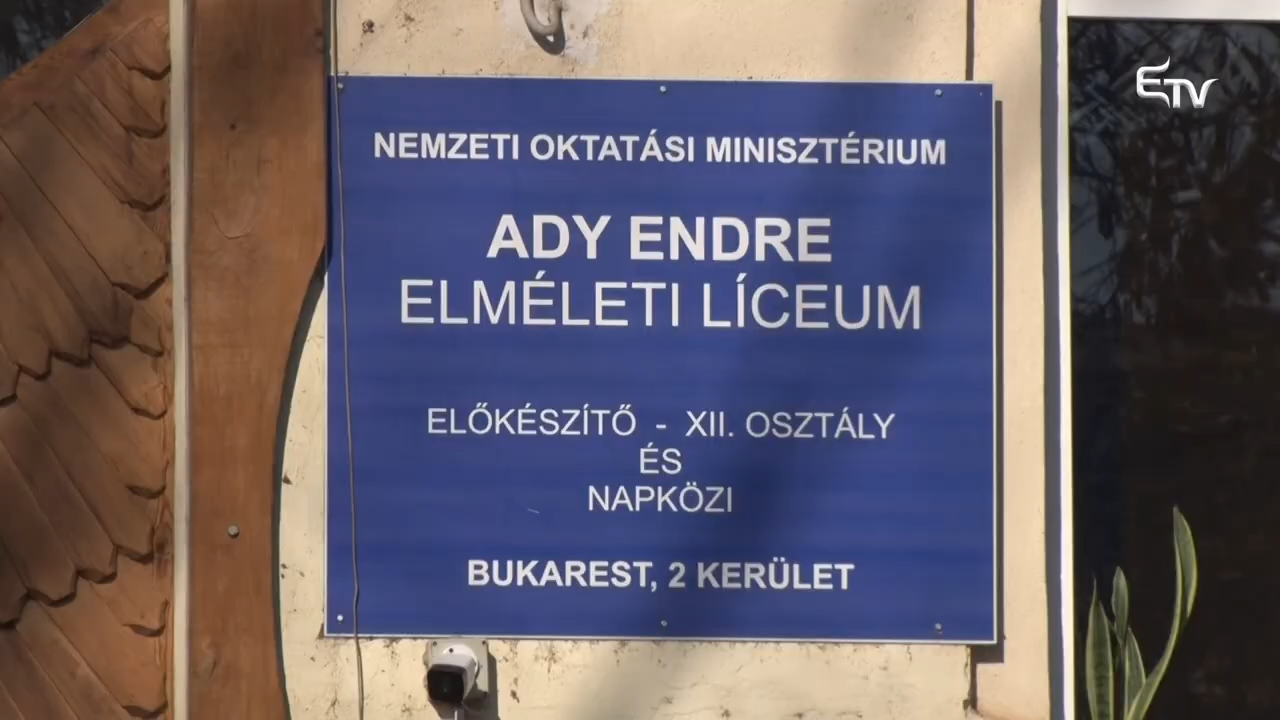 ETV
NEMZETI OKTATÁSI MINISZTÉRIUM
ADY ENDRE
ELMÉLETI LÍCEUM
ELŐKÉSZÍTŐ - XII. OSZTÁLY
ÉS
NAPKÖZI
BUKAREST, 2 KERÜLET